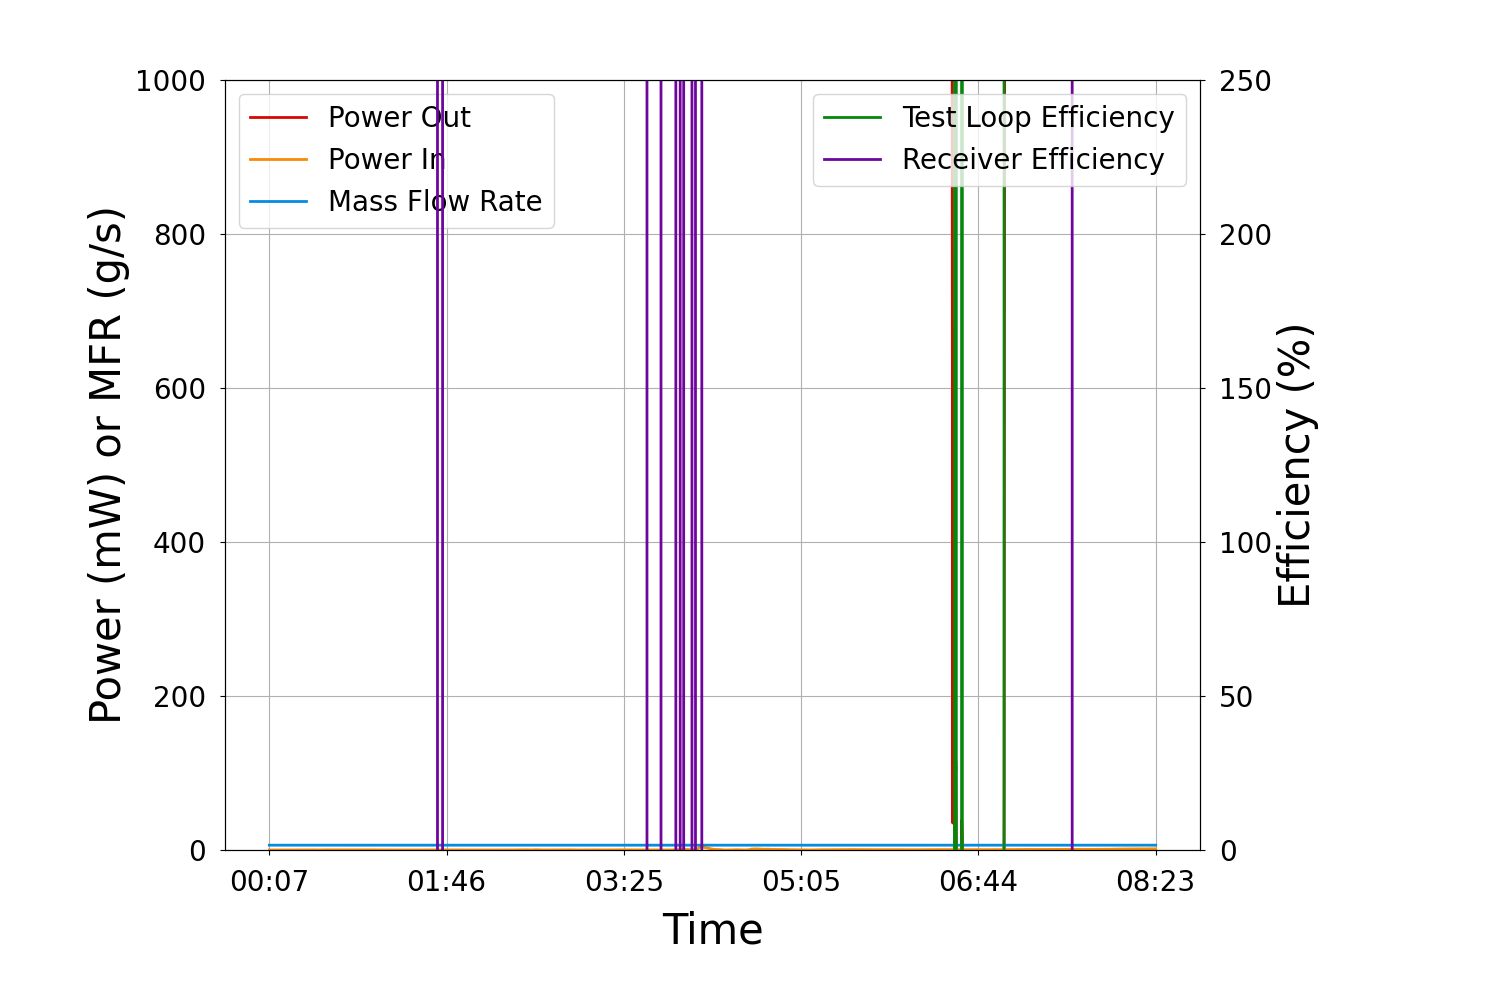 1000
800
600
400
200
0
Power (mW) or MFR (g/s)
Power Out
Power In
Mass Flow Rate
Test Loop Efficiency
Receiver Efficiency
250
200
150
100
50
0
Efficiency (%)
00:07 01:46 03:25 05:05 06:44 08:23
Time